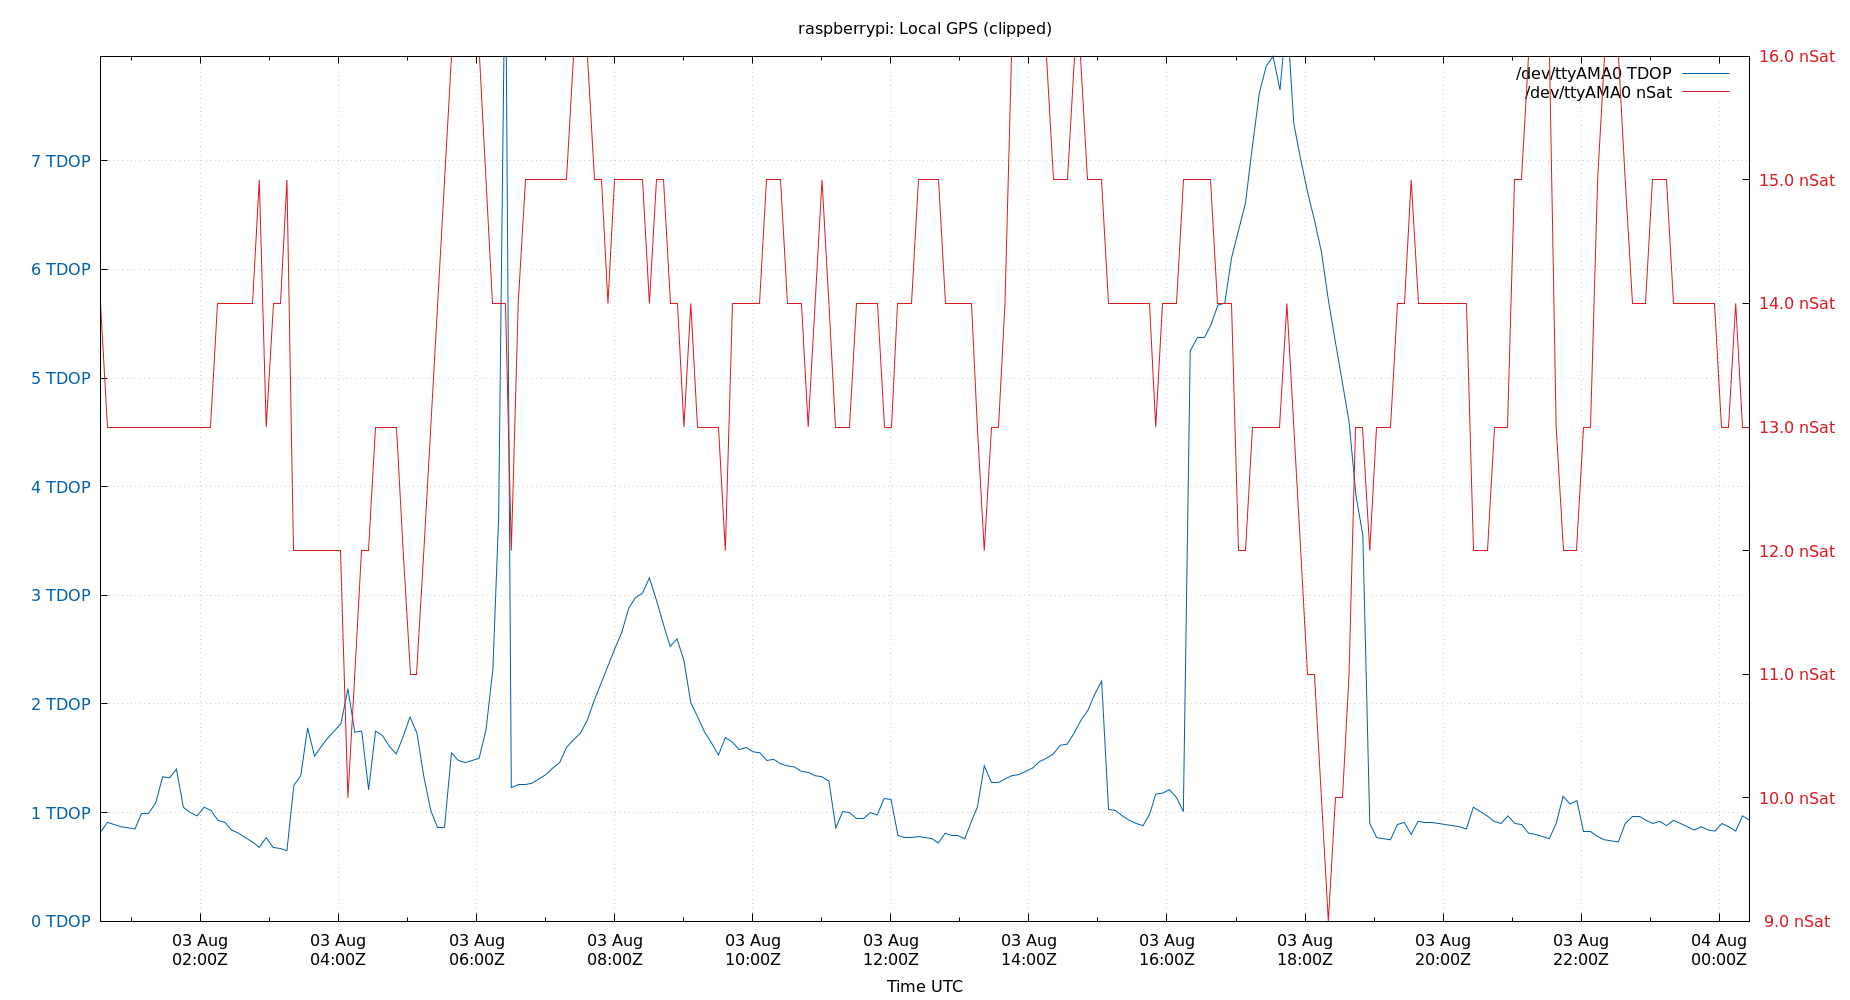 raspberrypi: Local GPS (clipped)
/dev/ttyAMA0 TDOP
/dev/ttyAMA0 nSat
7 TDOP
6 TDOP
5 TDOP
4 TDOP
3 TDOP
2 TDOP
1 TDOP
0 TDOP
16.0 nSat
15.0 nSat
14.0 nSat
13.0 nSat
12.0 nSat
11.0 nSat
10.0 nSat
9.0 nSat
03 Aug 03 Aug 03 Aug 03 Aug 03 Aug 03 Aug 03 Aug 03 Aug 03 Aug 03 Aug 03 Aug 04 Aug
02:00Z 04:00Z 06:00Z 08:00Z 10:00Z 12:00Z 14:00Z 16:00Z 18:00Z 20:00Z 22:00Z 00:00Z
Time UTC